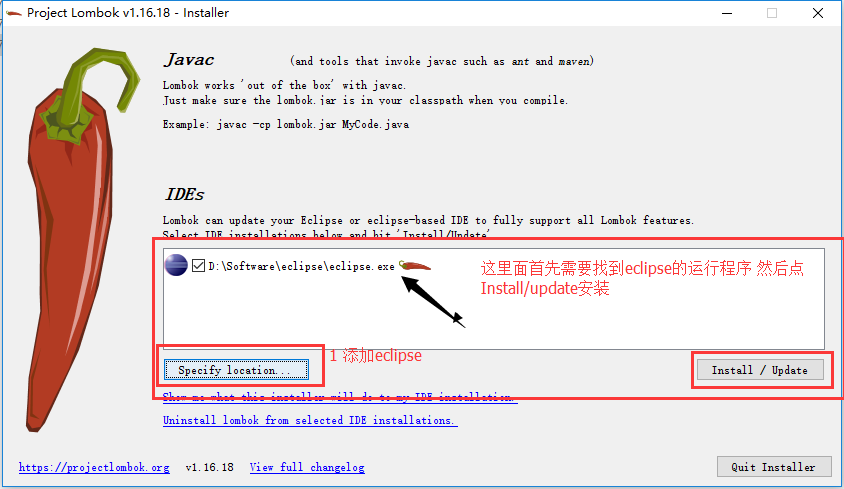 Project Lombok v1.16.18 - Installer
Javac (and tools that invoke javac such as ant and maven)
Lombok works 'out of the box' with javac.
Just make sure the lombok.jar is in your classpath when you compile.
Example: javac -cp lombok.jar MyCode.java
IDEs
Lombok can update your Eclipse or eclipse-based IDE to fully support all Lombok features.
Select IDE installations below and hit 'Install/Update'
D:\Software\eclipse\eclipse.exe
这里面首先需要找到eclipse的运行程序 然后点
Install/update安装
1 添加eclipse
Specify location...
Install / Update
Show me what this installer will do to my IDE installation.
Uninstall lombok from selected IDE installations.
https://projectlombok.org v1.16.18 View full changelog
Quit Installer